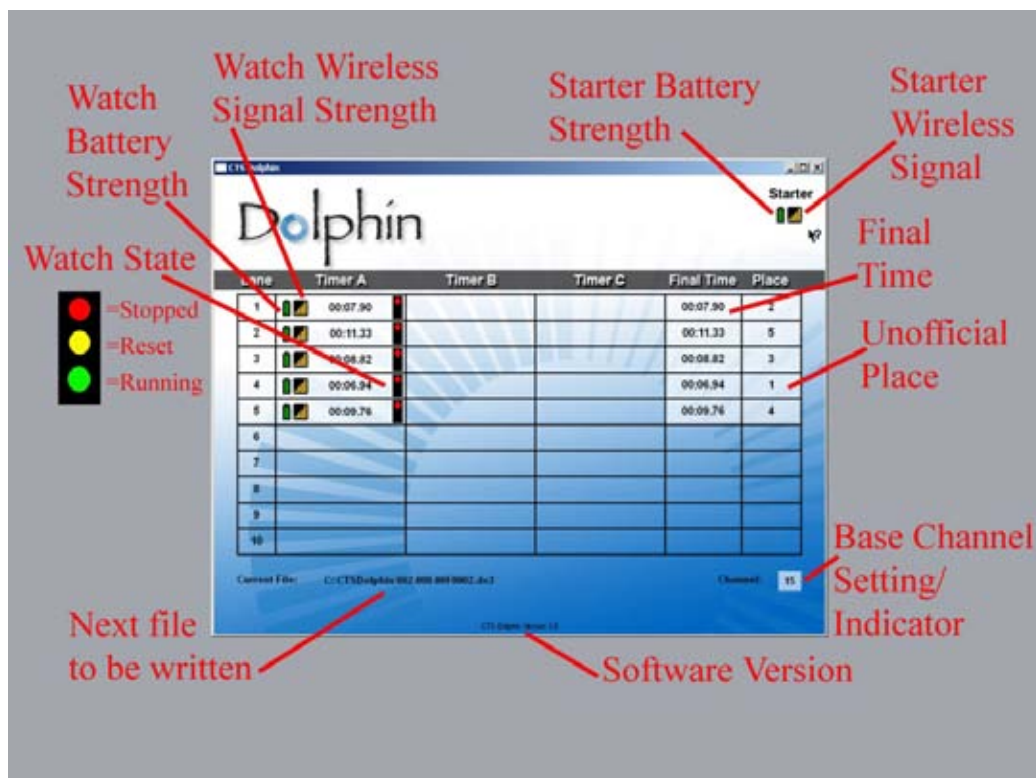 Watch Wireless
Signal Strength
Watch
Battery
Strength
Starter Battery
Strength
Starter
Wireless
Signal
CTS Dolphin
Dolphin
Starter
Final
Time
Watch State
=Stopped
=Reset
=Running
Unofficial
Place
Lane Timer A Timer B Timer C Final Time Place
1 00:07.90 00:07.90 2
2 00:11.33 00:11.33 5
3 00:08.82 00:08.82 3
4 00:06.94 00:06.94 1
5 00:09.76 00:09.76 4
6
7
8
9
10
Current File: Channel: 15
Base Channel
Setting/
Indicator
Next file
to be written
Software Version